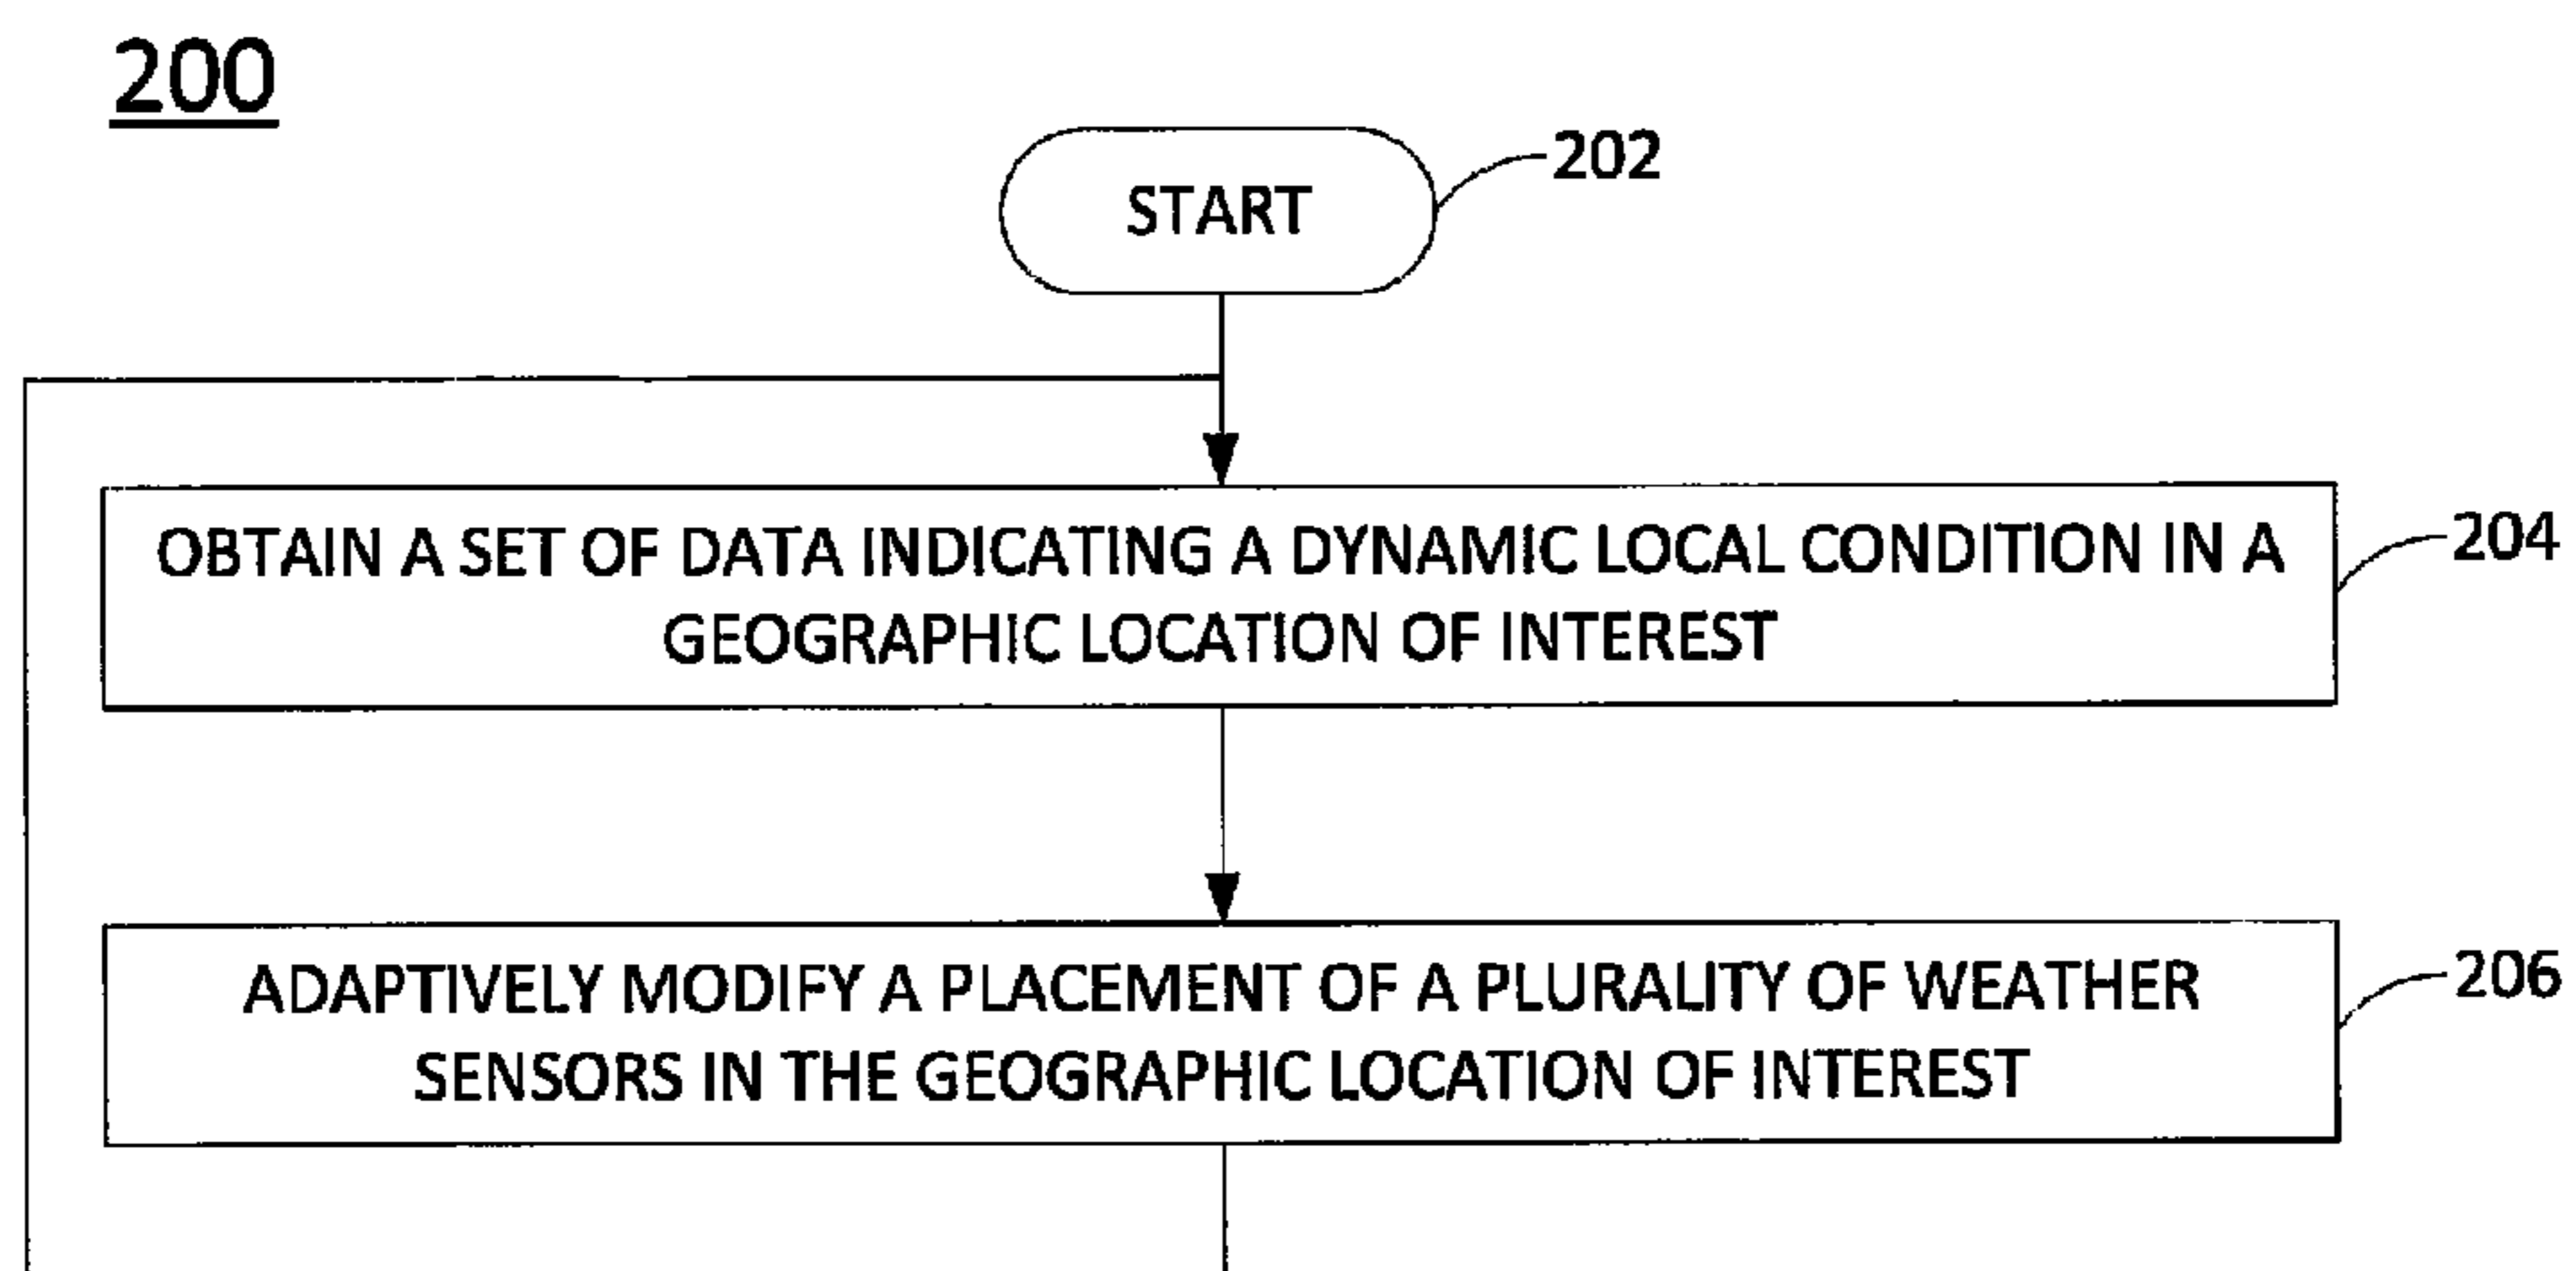 200
START
202
OBTAIN A SET OF DATA INDICATING A DYNAMIC LOCAL CONDITION IN A
GEOGRAPHIC LOCATION OF INTEREST
204
ADAPTIVELY MODIFY A PLACEMENT OF A PLURALITY OF WEATHER
SENSORS IN THE GEOGRAPHIC LOCATION OF INTEREST
206